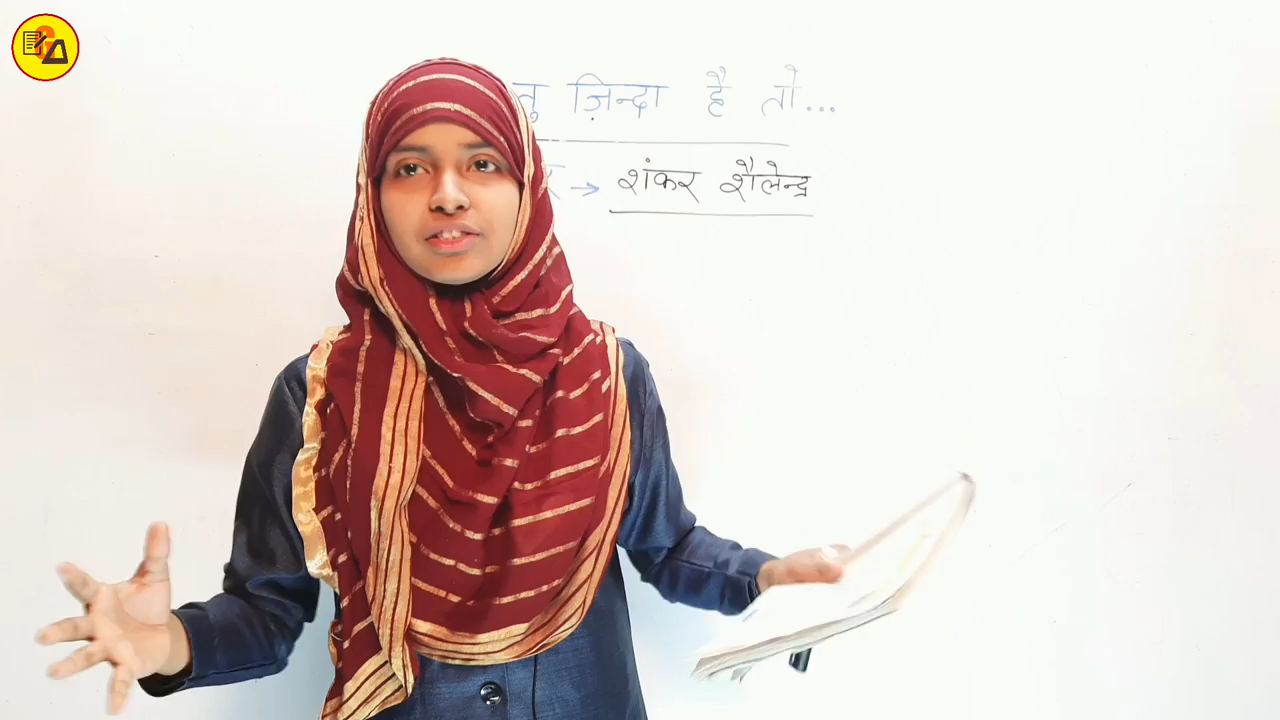 तू ज़िन्दा है तो...
→ शंकर शैलेन्द्र